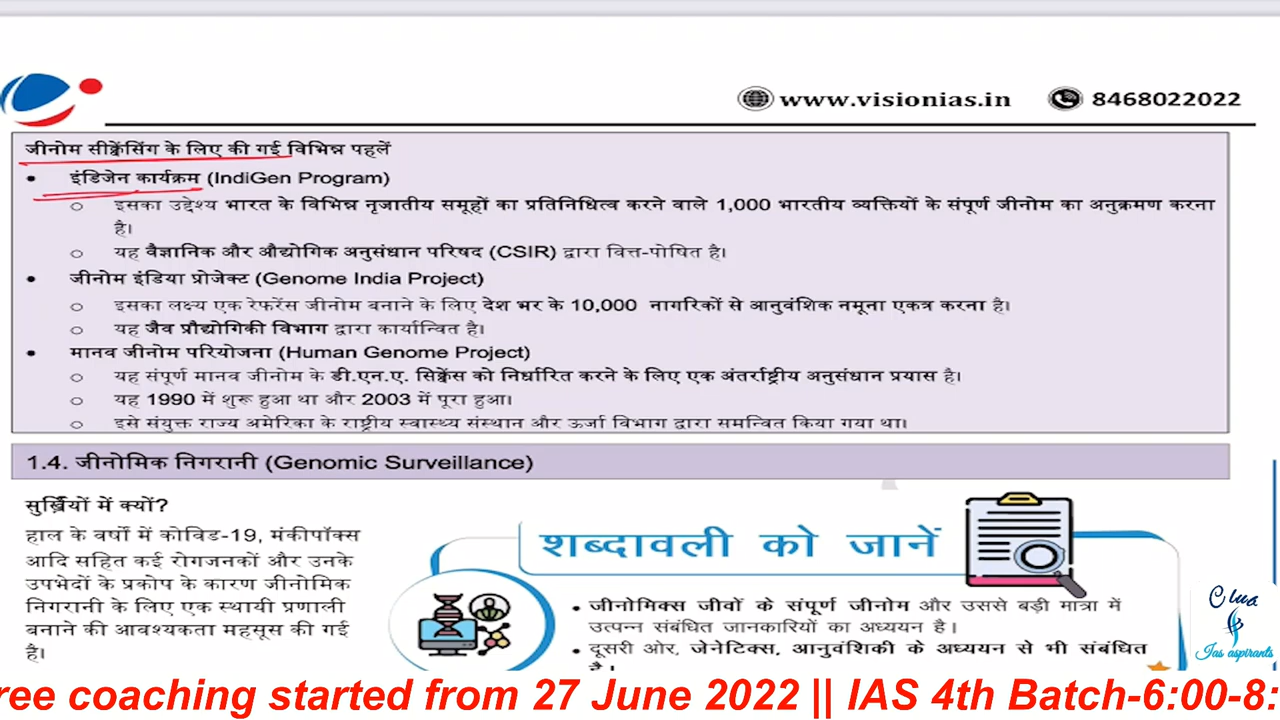 www.visionias.in
8468022022
जीनोम सीक्वेंसिंग के लिए की गई विभिन्न पहलें
• इंडिजेन कार्यक्रम (IndiGen Program)
o इसका उद्देश्य भारत के विभिन्न नृजातीय समूहों का प्रतिनिधित्व करने वाले 1,000 भारतीय व्यक्तियों के संपूर्ण जीनोम का अनुक्रमण करना
है।
o यह वैज्ञानिक और औद्योगिक अनुसंधान परिषद (CSIR) द्वारा वित्त-पोषित है।
• जीनोम इंडिया प्रोजेक्ट (Genome India Project)
o इसका लक्ष्य एक रेफरेंस जीनोम बनाने के लिए देश भर के 10,000 नागरिकों से आनुवंशिक नमूना एकत्र करना है।
o यह जैव प्रौद्योगिकी विभाग द्वारा कार्यान्वित है।
• मानव जीनोम परियोजना (Human Genome Project)
o यह संपूर्ण मानव जीनोम के डी.एन.ए. सिक्वेंस को निर्धारित करने के लिए एक अंतर्राष्ट्रीय अनुसंधान प्रयास है।
o यह 1990 में शुरू हुआ था और 2003 में पूरा हुआ।
o इसे संयुक्त राज्य अमेरिका के राष्ट्रीय स्वास्थ्य संस्थान और ऊर्जा विभाग द्वारा समन्वित किया गया था।
1.4. जीनोमिक निगरानी (Genomic Surveillance)
सुर्ख़ियों में क्यों?
हाल के वर्षों में कोविड-19, मंकीपॉक्स
आदि सहित कई रोगजनकों और उनके
उपभेदों के प्रकोप के कारण जीनोमिक
निगरानी के लिए एक स्थायी प्रणाली
बनाने की आवश्यकता महसूस की गई
है।
शब्दावली को जानें
• जीनोमिक्स जीवों के संपूर्ण जीनोम और उससे बड़ी मात्रा में
उत्पन्न संबंधित जानकारियों का अध्ययन है।
• दूसरी ओर, जेनेटिक्स, आनुवंशिकी के अध्ययन से भी संबंधित
है।
Ias aspirants
ree coaching started from 27 June 2022 || IAS 4th Batch-6:00-8: